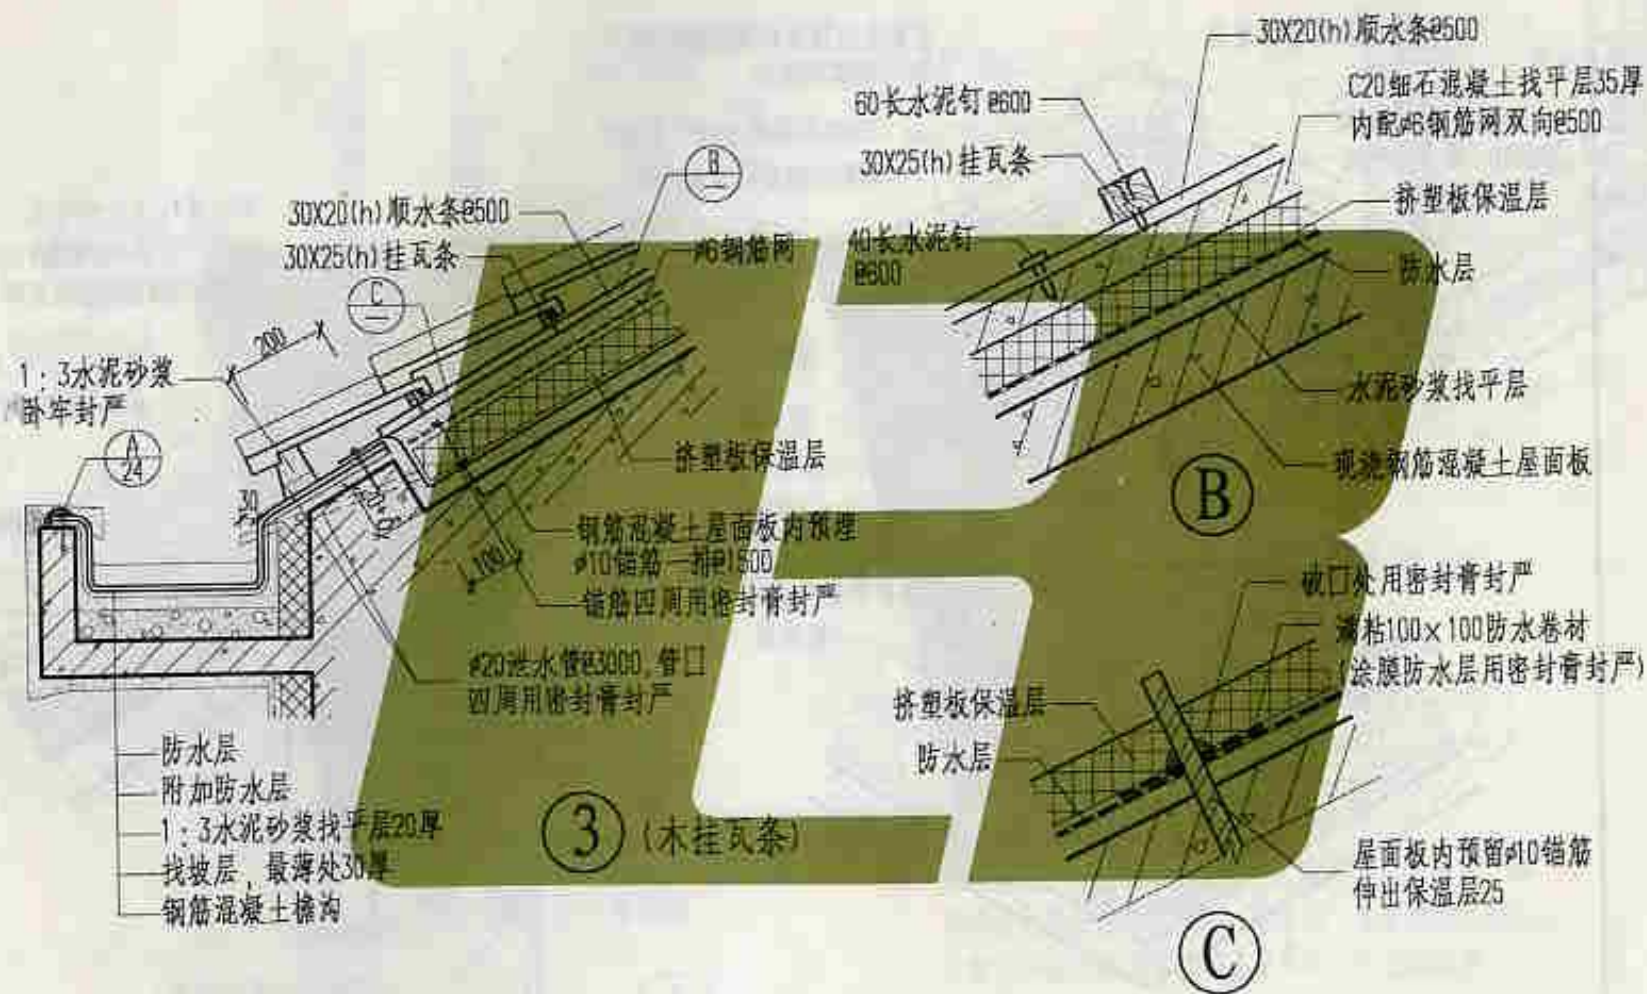 30X20(h)顺水条@500
30X25(h)挂瓦条
B
C
ø6钢筋网
200
1：3水泥砂浆
卧牢封严
A
24
30
100
挤塑板保温层
钢筋混凝土屋面板内预埋
ø10锚筋一排@1500
锚筋四周用密封膏封严
ø20泄水管@3000,管口
四周用密封膏封严
防水层
附加防水层
1：3水泥砂浆找平层20厚
找坡层，最薄处30厚
钢筋混凝土檐沟
3
(木挂瓦条)
30X20(h)顺水条@500
C20细石混凝土找平层35厚
内配ø6钢筋网双向@500
60长水泥钉@600
30X25(h)挂瓦条
40长水泥钉
@600
挤塑板保温层
防水层
水泥砂浆找平层
现浇钢筋混凝土屋面板
B
破口处用密封膏封严
满粘100×100防水卷材
(涂膜防水层用密封膏封严)
挤塑板保温层
防水层
屋面板内预留ø10锚筋
伸出保温层25
C